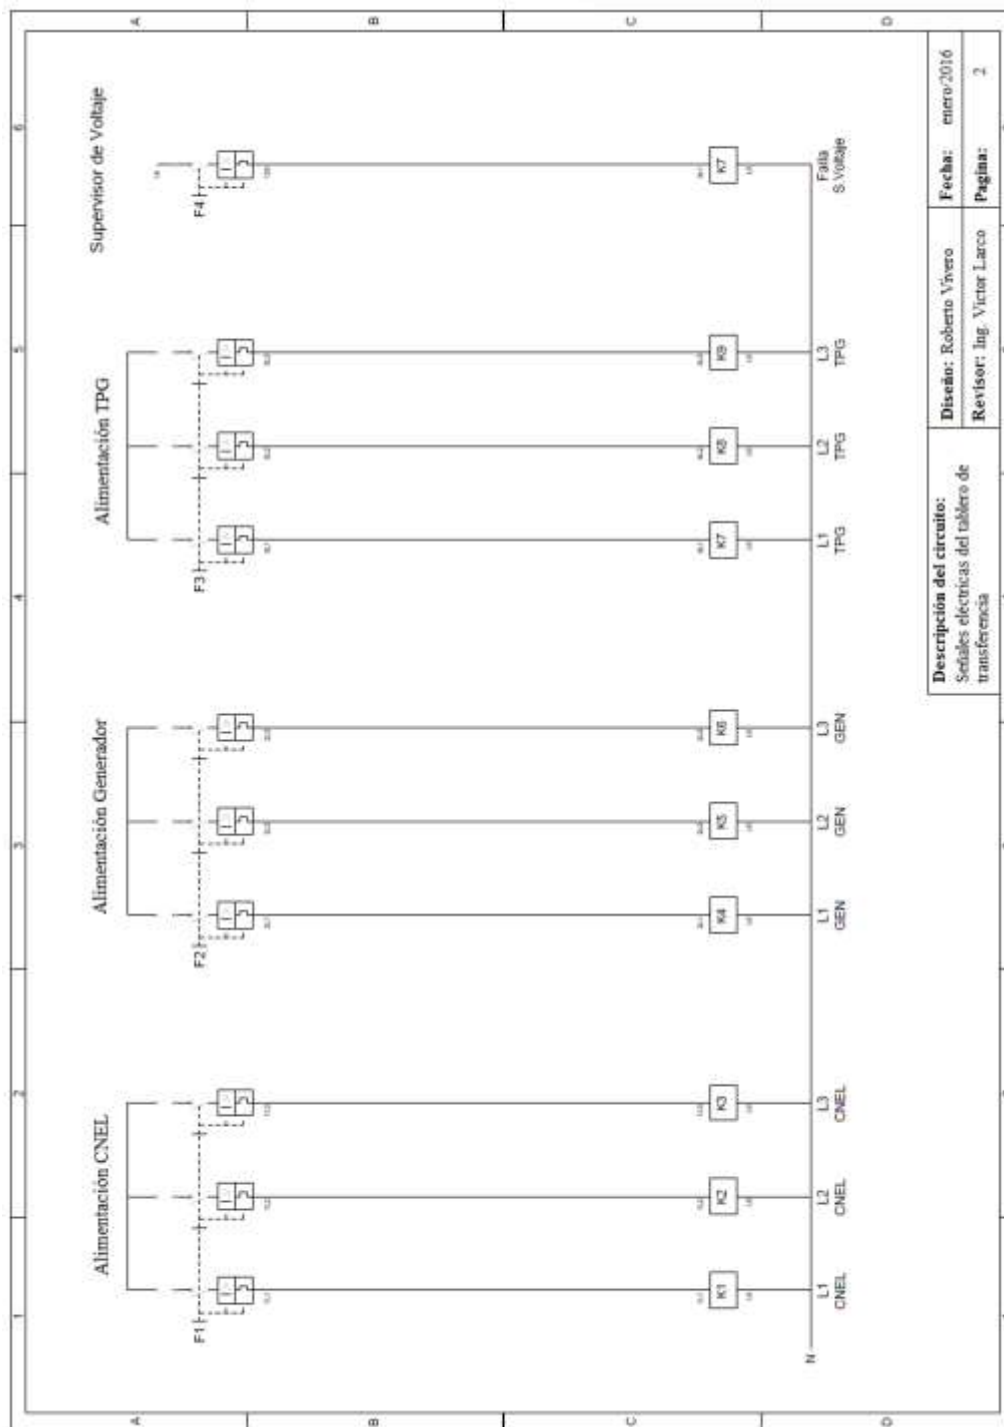 1 2 3 4 5 6
A
B
C
D
Alimentación CNEL
Alimentación Generador
Alimentación TPG
Supervisor de Voltaje
F1
F2
F3
F4
K1 K2 K3 K4 K5 K6 K7 K8 K9 K7
N
L1 L2 L3 L1 L2 L3 L1 L2 L3 Falla
CNEL CNEL CNEL GEN GEN GEN TPG TPG TPG S.Voltaje
A
B
C
D
Descripción del circuito:
Señales eléctricas del tablero de
transferencia
Diseño: Roberto Vivero
Revisor: Ing. Victor Larco
Fecha: enero/2016
Pagina: 2